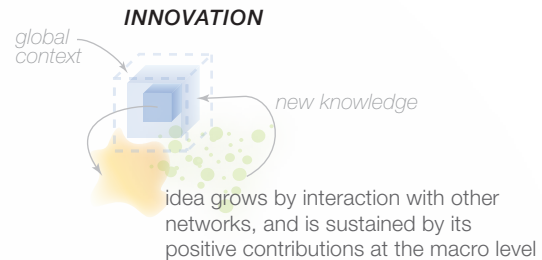 INNOVATION
global
context
new knowledge
idea grows by interaction with other
networks, and is sustained by its
positive contributions at the macro level